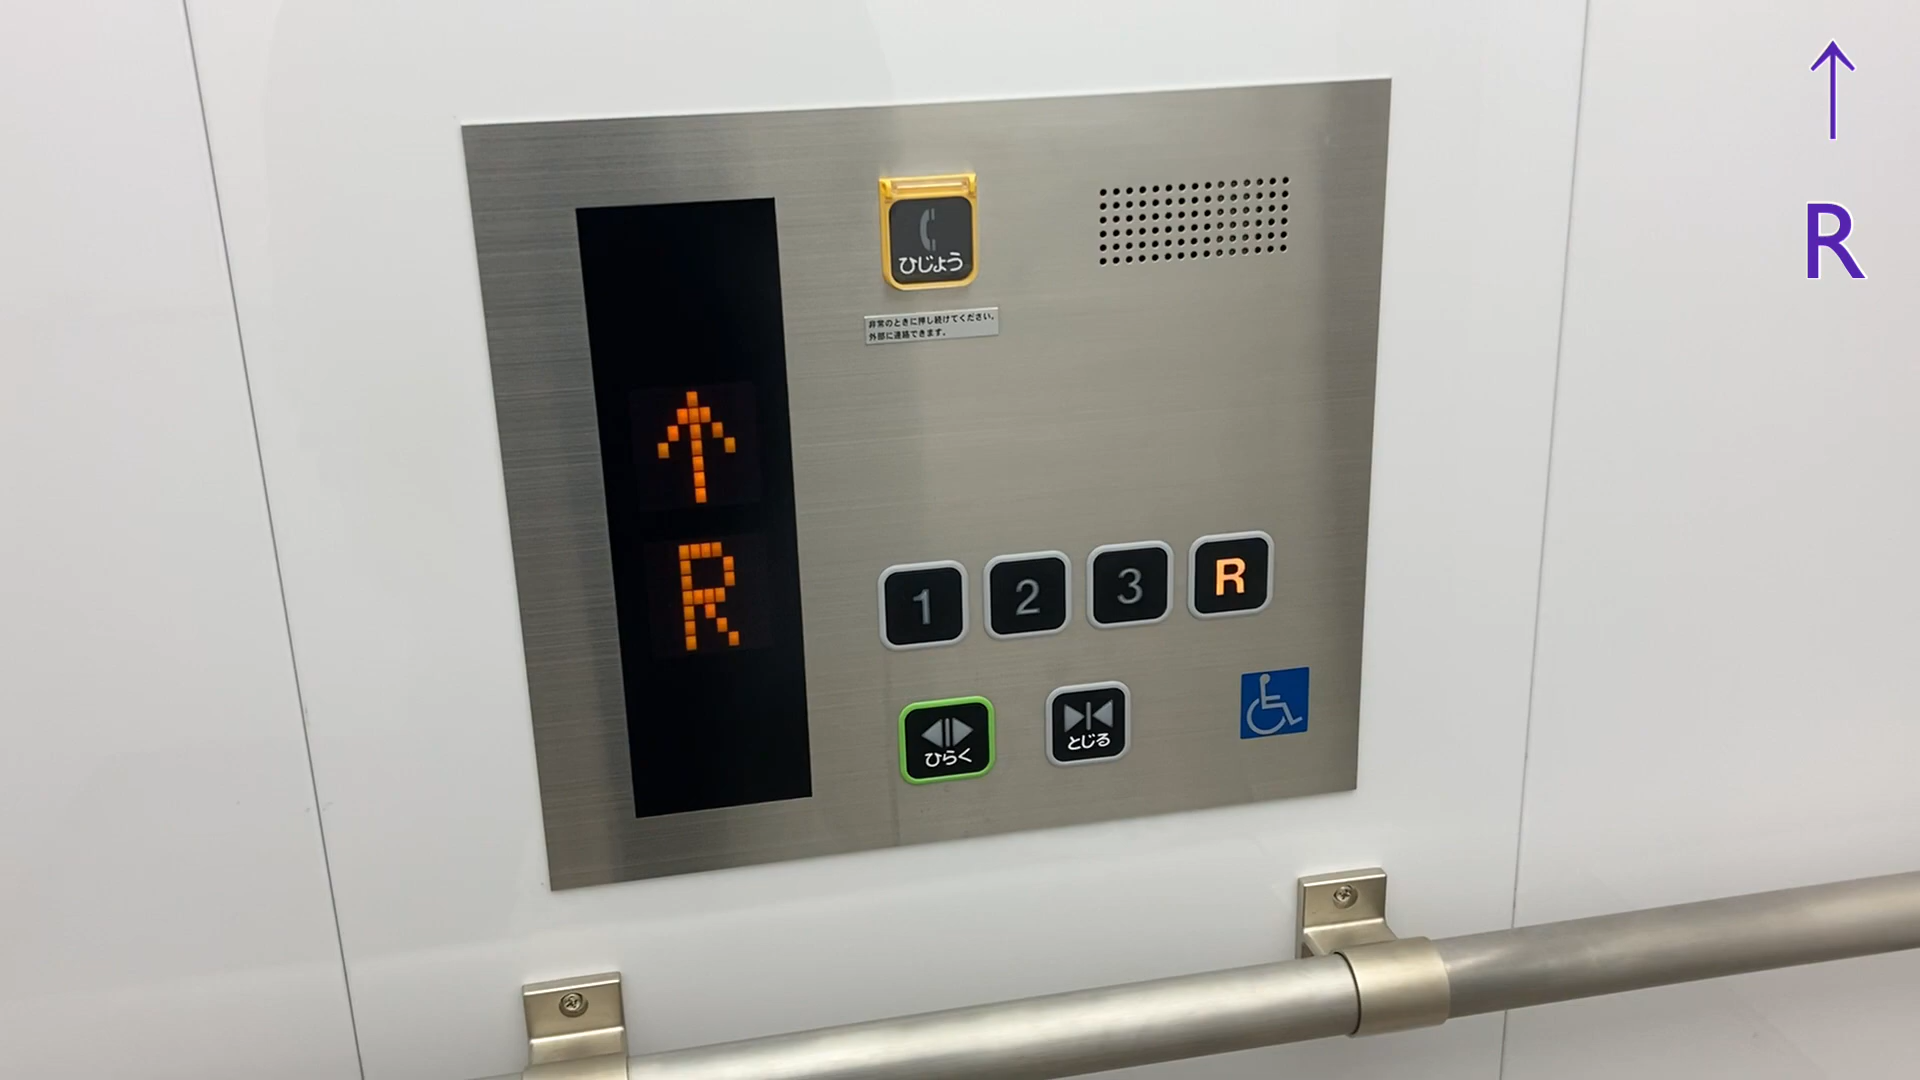 ↑
R
ひじよう
非常のときに押し続けてください。
外部に連絡できます。
↑
R
1 2 3 R
ひらく とじる